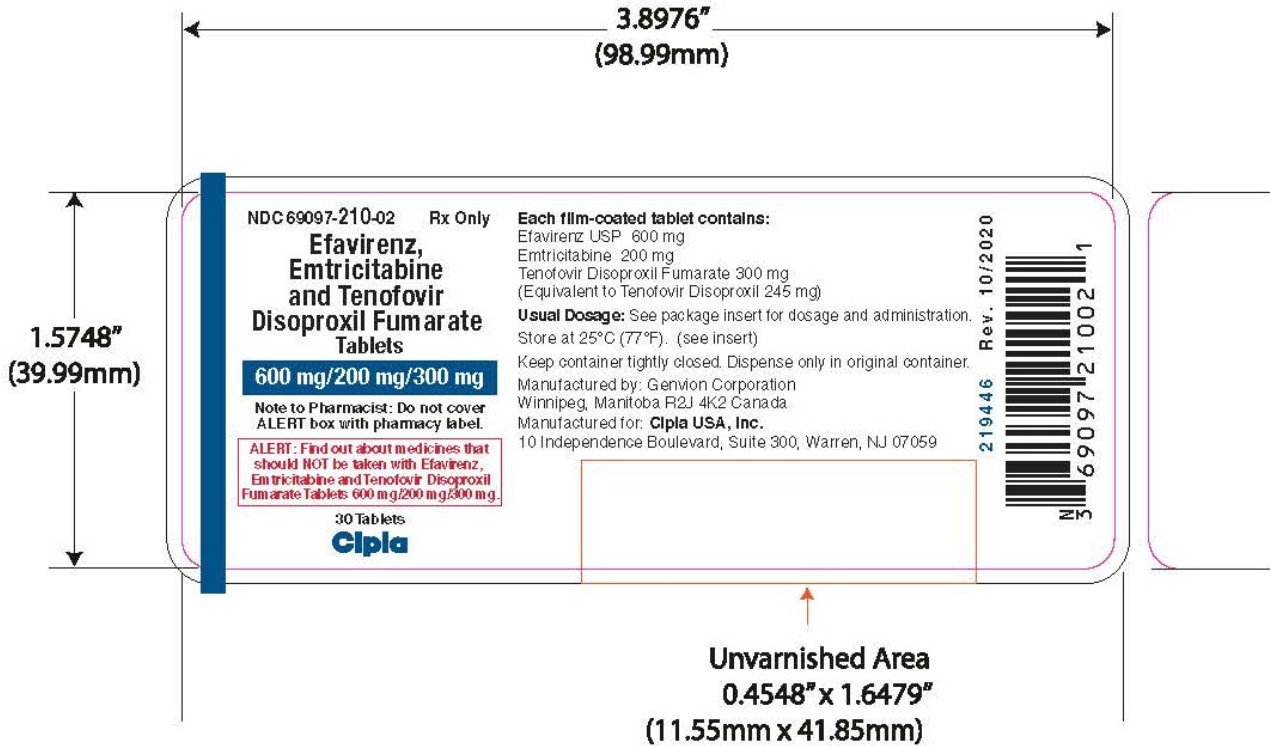 3.8976"
(98.99mm)
1.5748"
(39.99mm)
NDC 69097-210-02 Rx Only
Efavirenz,
Emtricitabine
and Tenofovir
Disoproxil Fumarate
Tablets
600 mg/200 mg/300 mg
Note to Pharmacist: Do not cover
ALERT box with pharmacy label.
ALERT: Find out about medicines that
should NOT be taken with Efavirenz,
Emtricitabine and Tenofovir Disoproxil
Fumarate Tablets 600 mg/200 mg/300 mg.
30 Tablets
Cipla
Each film-coated tablet contains:
Efavirenz USP 600 mg
Emtricitabine 200 mg
Tenofovir Disoproxil Fumarate 300 mg
(Equivalent to Tenofovir Disoproxil 245 mg)
Usual Dosage: See package insert for dosage and administration.
Store at 25°C (77°F). (see insert)
Keep container tightly closed. Dispense only in original container.
Manufactured by: Genvion Corporation
Winnipeg, Manitoba R2J 4K2 Canada
Manufactured for: Cipla USA, Inc.
10 Independence Boulevard, Suite 300, Warren, NJ 07059
219446 Rev. 10/2020
N
3 69097 21002 1
Unvarnished Area
0.4548" x 1.6479"
(11.55mm x 41.85mm)